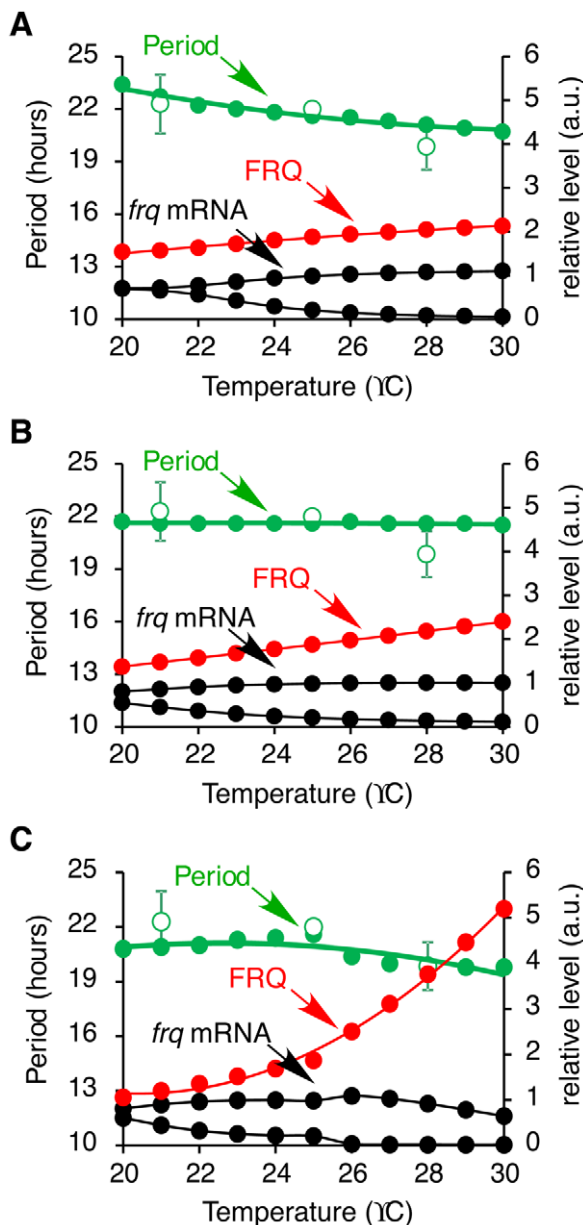 A
25
22
19
16
13
10
Period (hours)
Period
FRQ
frq mRNA
6
5
4
3
2
1
0
relative level (a.u.)
20 22 24 26 28 30
Temperature (ϒC)
B
25
22
19
16
13
10
Period (hours)
Period
FRQ
frq mRNA
6
5
4
3
2
1
0
relative level (a.u.)
20 22 24 26 28 30
Temperature (ϒC)
C
25
22
19
16
13
10
Period (hours)
Period
FRQ
frq mRNA
6
5
4
3
2
1
0
relative level (a.u.)
20 22 24 26 28 30
Temperature (ϒC)